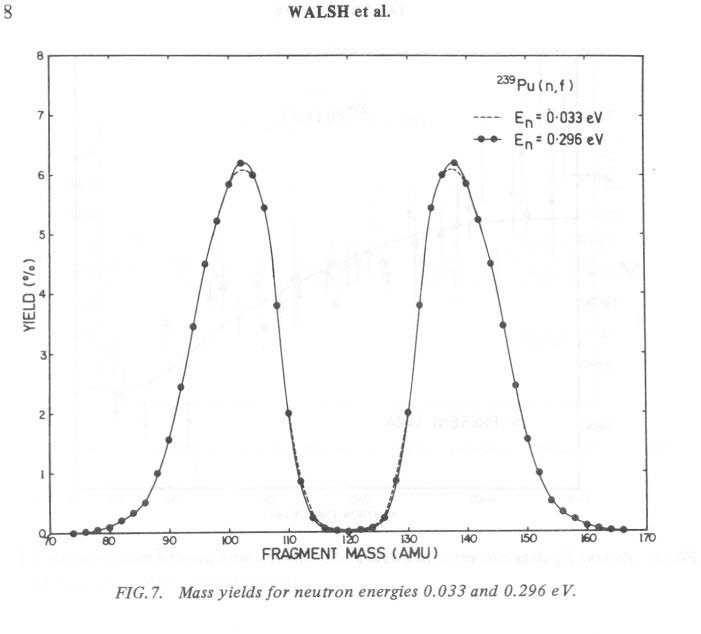 8
WALSH et al.
8
7
6
5
4
3
2
1
0
YIELD (%)
²³⁹Pu(n,f)
Eₙ = 0·033 eV
Eₙ = 0·296 eV
70 80 90 100 110 120 130 140 150 160 170
FRAGMENT MASS (AMU)
FIG.7. Mass yields for neutron energies 0.033 and 0.296 eV.